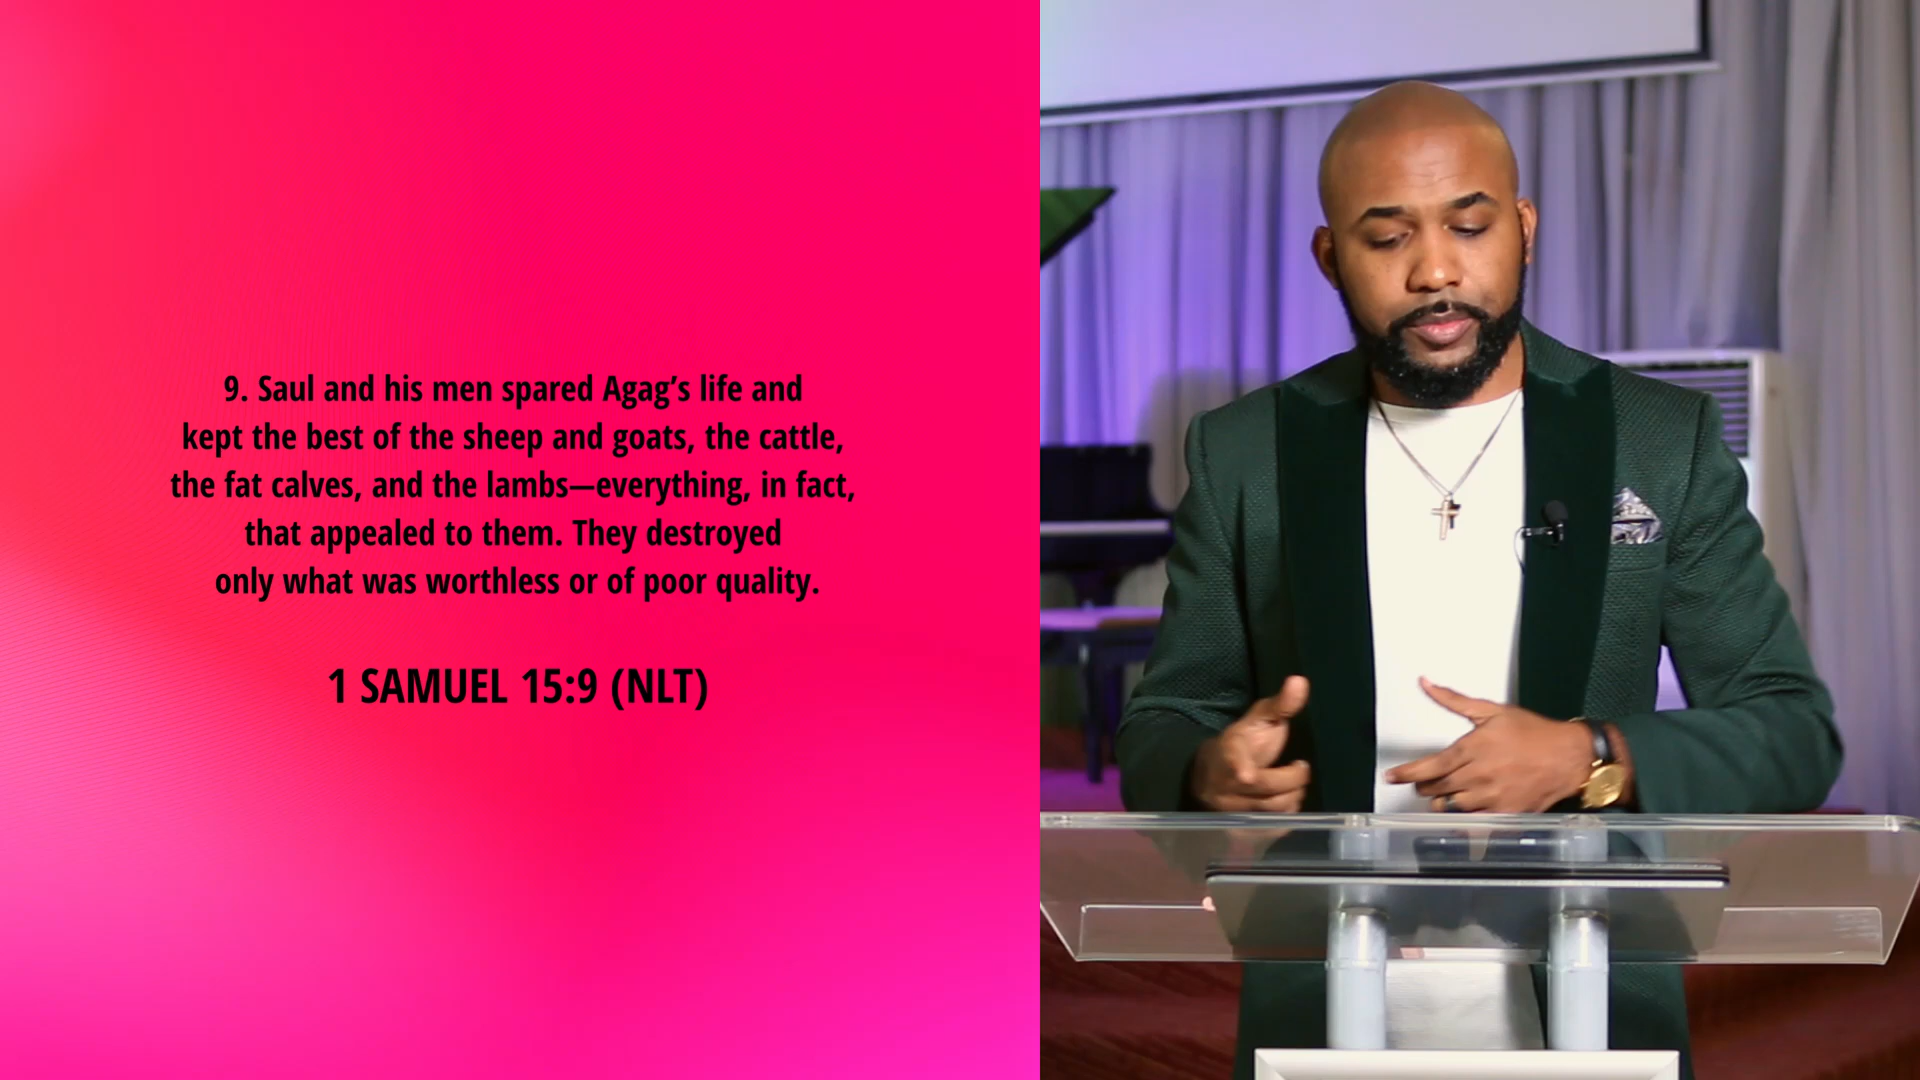 9. Saul and his men spared Agag’s life and
kept the best of the sheep and goats, the cattle,
the fat calves, and the lambs—everything, in fact,
that appealed to them. They destroyed
only what was worthless or of poor quality.
1 SAMUEL 15:9 (NLT)